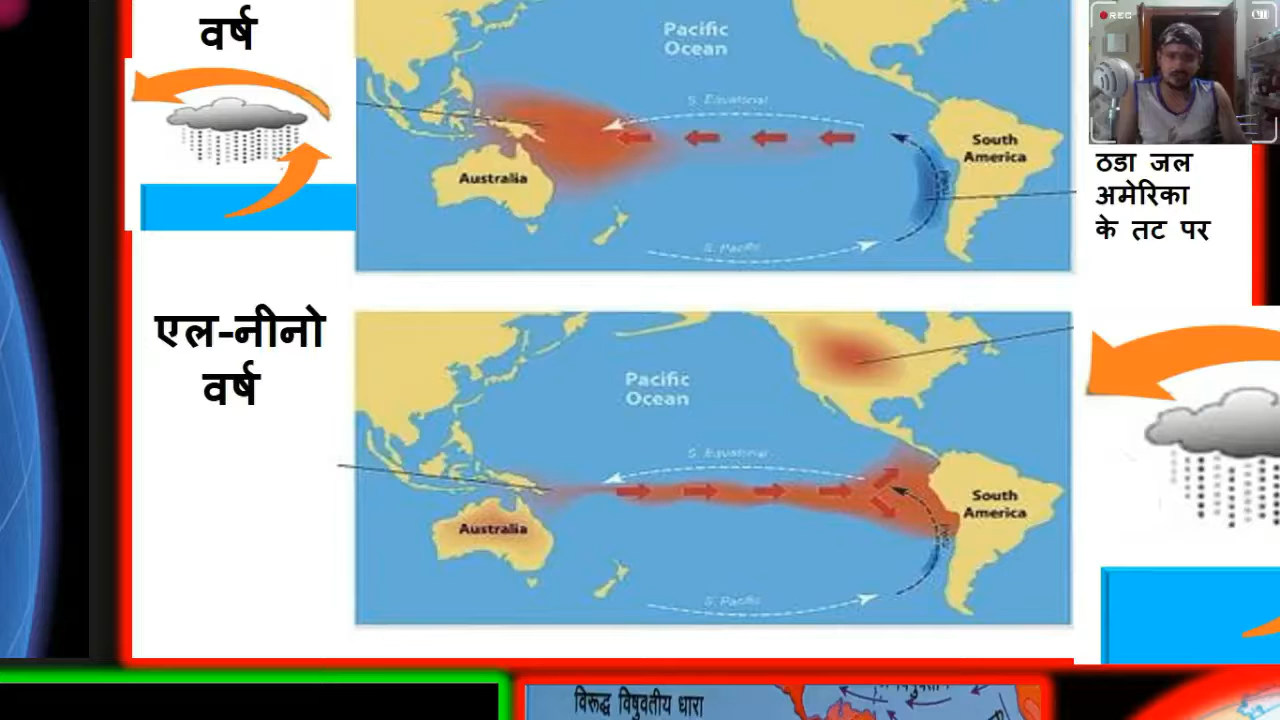 वर्ष
Pacific
Ocean
REC
S. Equatorial
South
America
Australia
S. Pacific
ठडा जल
अमेरिका
के तट पर
एल-नीनो
वर्ष
Pacific
Ocean
S. Equatorial
South
America
Australia
S. Pacific
विरूद्ध विषुवतीय धारा